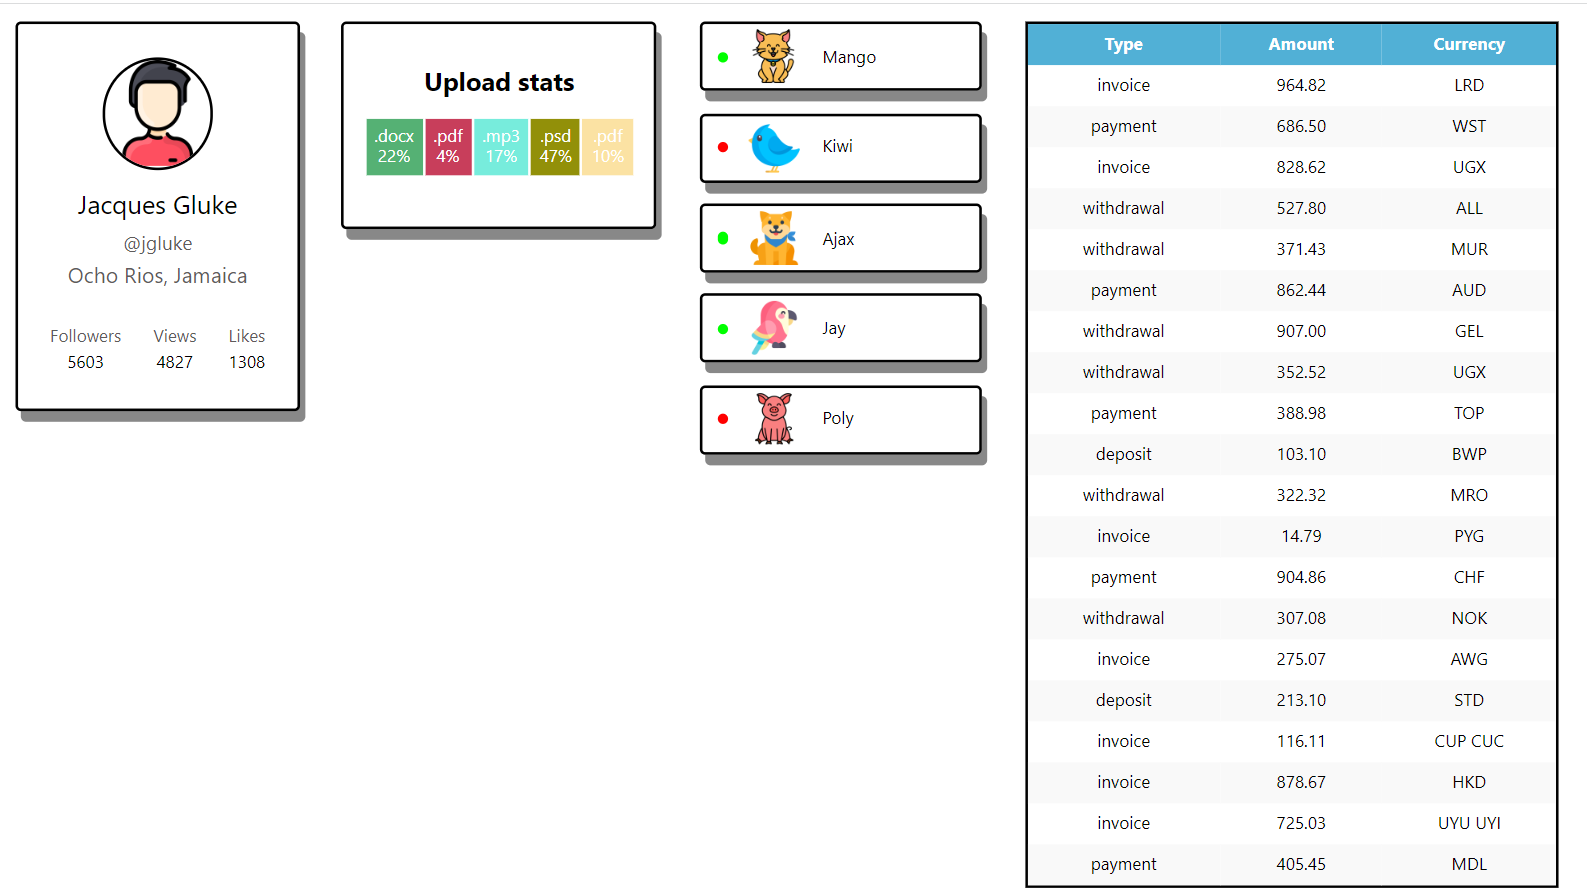 Jacques Gluke
@jgluke
Ocho Rios, Jamaica
Followers Views Likes
5603 4827 1308
Upload stats
.docx .pdf .mp3 .psd .pdf
22% 4% 17% 47% 10%
Mango
Kiwi
Ajax
Jay
Poly
Type Amount Currency
invoice 964.82 LRD
payment 686.50 WST
invoice 828.62 UGX
withdrawal 527.80 ALL
withdrawal 371.43 MUR
payment 862.44 AUD
withdrawal 907.00 GEL
withdrawal 352.52 UGX
payment 388.98 TOP
deposit 103.10 BWP
withdrawal 322.32 MRO
invoice 14.79 PYG
payment 904.86 CHF
withdrawal 307.08 NOK
invoice 275.07 AWG
deposit 213.10 STD
invoice 116.11 CUP CUC
invoice 878.67 HKD
invoice 725.03 UYU UYI
payment 405.45 MDL